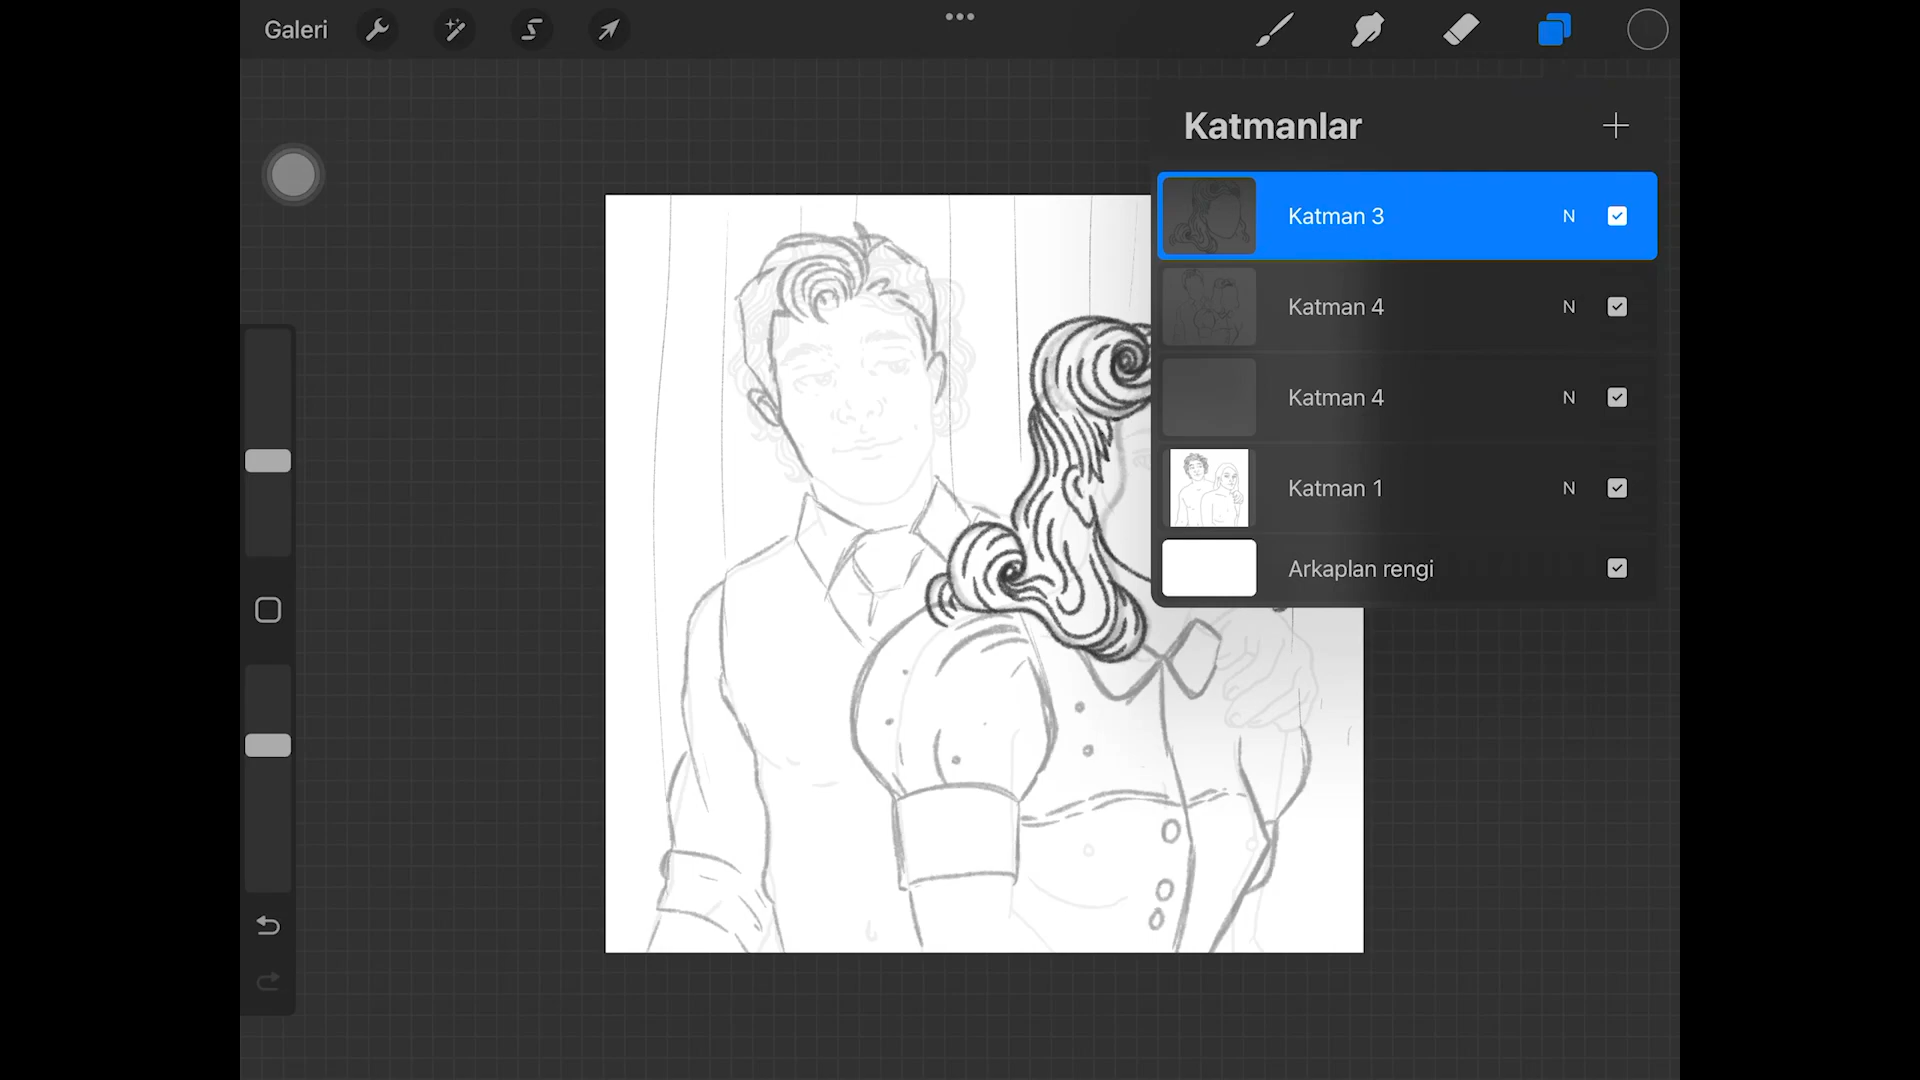 Galeri
Katmanlar
Katman 3 N
Katman 4 N
Katman 4 N
Katman 1 N
Arkaplan rengi